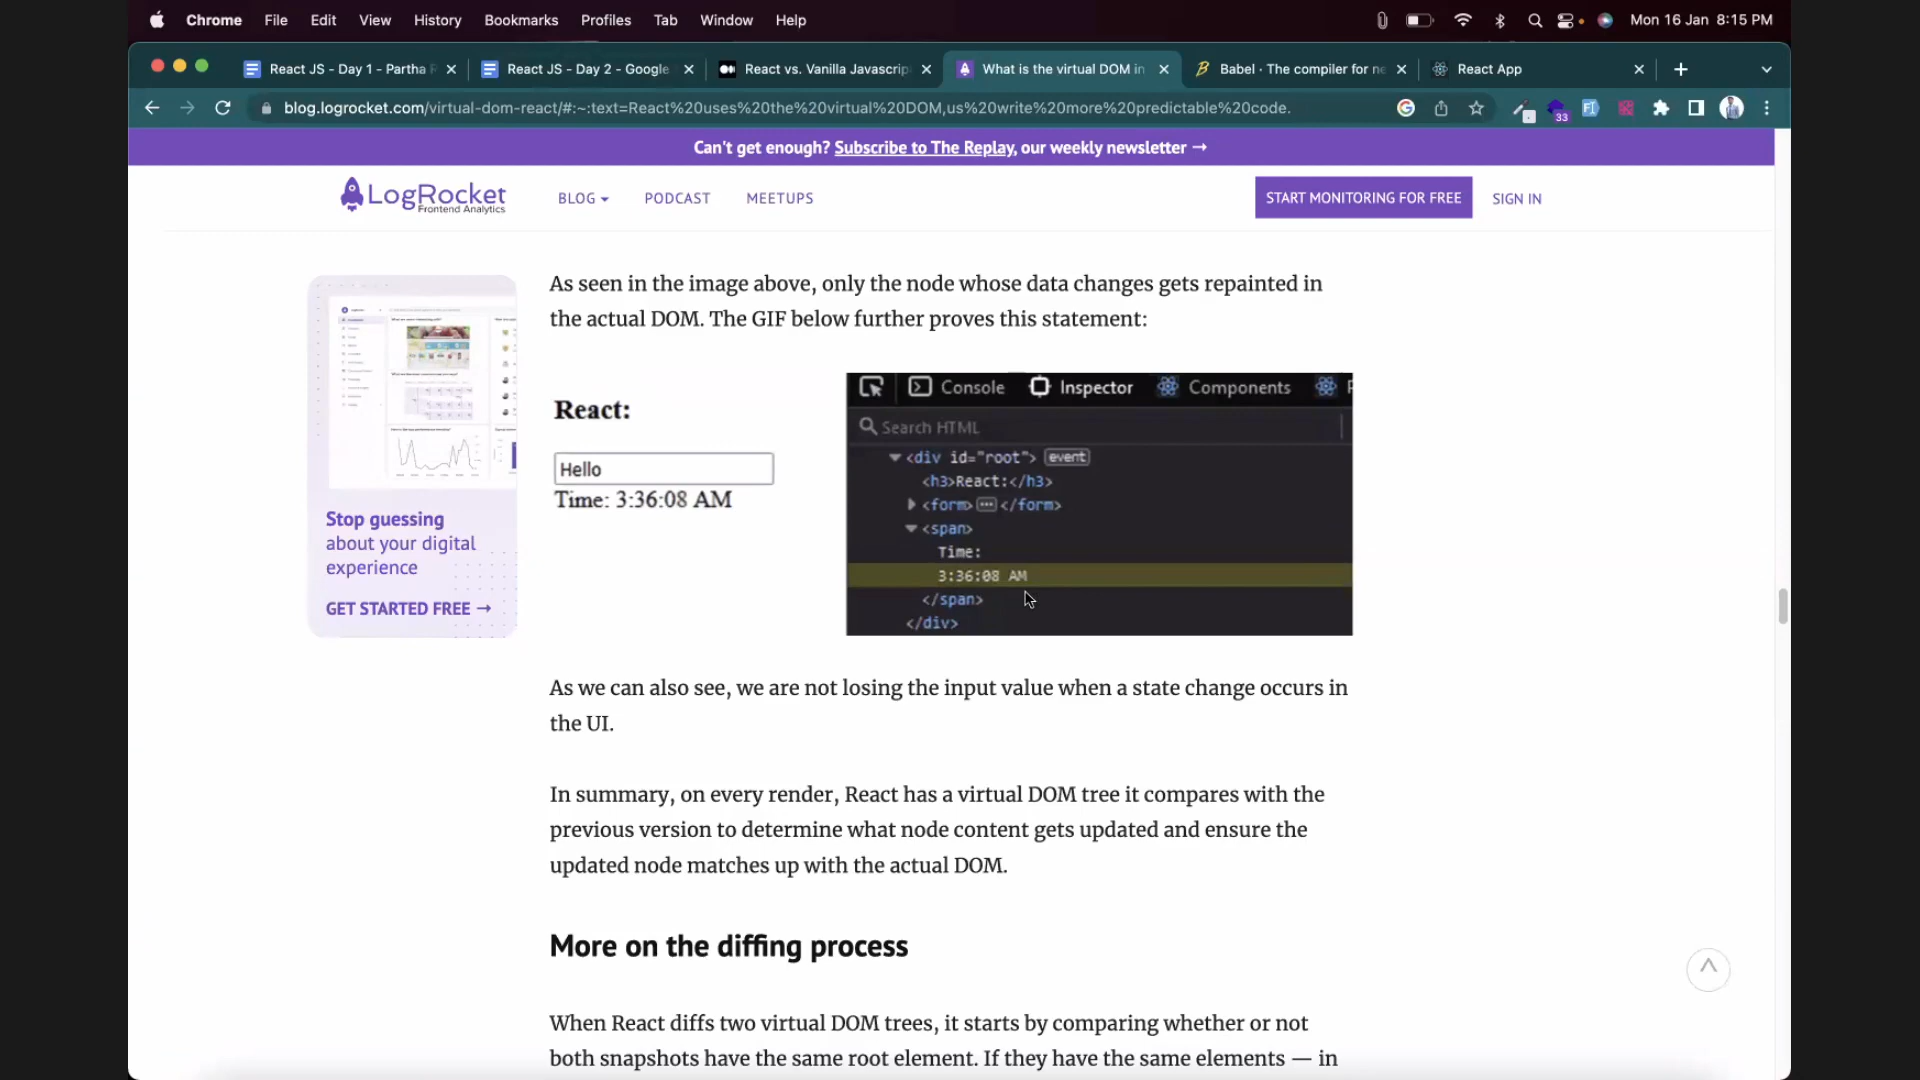 Chrome File Edit View History Bookmarks Profiles Tab Window Help Mon 16 Jan 8:15 PM
React JS - Day 1 - Partha React JS - Day 2 - Google React vs. Vanilla Javascrip What is the virtual DOM in Babel · The compiler for ne React App
blog.logrocket.com/virtual-dom-react/#:~:text=React%20uses%20the%20virtual%20DOM,us%20write%20more%20predictable%20code.
33
Can't get enough? Subscribe to The Replay, our weekly newsletter →
LogRocket
Frontend Analytics
BLOG PODCAST MEETUPS START MONITORING FOR FREE SIGN IN
As seen in the image above, only the node whose data changes gets repainted in
the actual DOM. The GIF below further proves this statement:
React:
Hello
Time: 3:36:08 AM
Console Inspector Components
Search HTML
<div id="root"> event
<h3>React:</h3>
<form> ... </form>
<span>
Time:
3:36:08 AM
</span>
</div>
Stop guessing
about your digital
experience
GET STARTED FREE →
As we can also see, we are not losing the input value when a state change occurs in
the UI.
In summary, on every render, React has a virtual DOM tree it compares with the
previous version to determine what node content gets updated and ensure the
updated node matches up with the actual DOM.
More on the diffing process
When React diffs two virtual DOM trees, it starts by comparing whether or not
both snapshots have the same root element. If they have the same elements — in